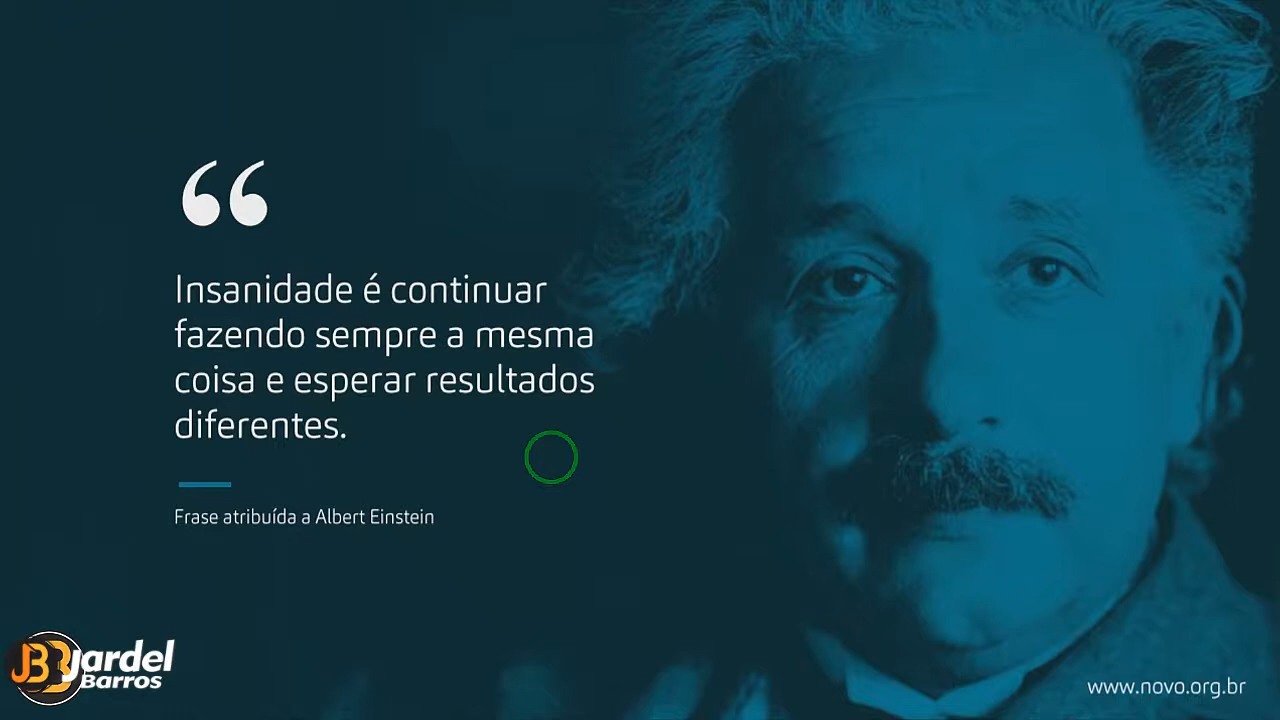 “
Insanidade é continuar
fazendo sempre a mesma
coisa e esperar resultados
diferentes.
Frase atribuída a Albert Einstein
JB Jardel
Barros
www.novo.org.br